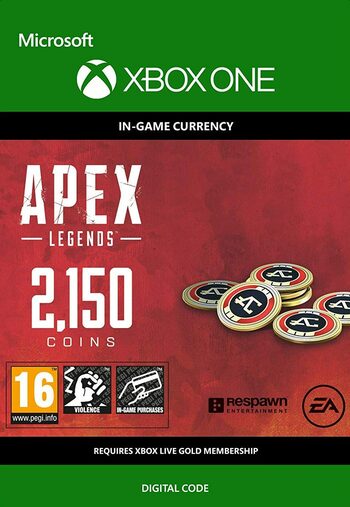 Microsoft
XBOX ONE
IN-GAME CURRENCY
APEX
LEGENDS™
2,150
COINS
16
www.pegi.info
VIOLENCE
IN-GAME PURCHASES
Respawn
ENTERTAINMENT
EA
REQUIRES XBOX LIVE GOLD MEMBERSHIP
DIGITAL CODE